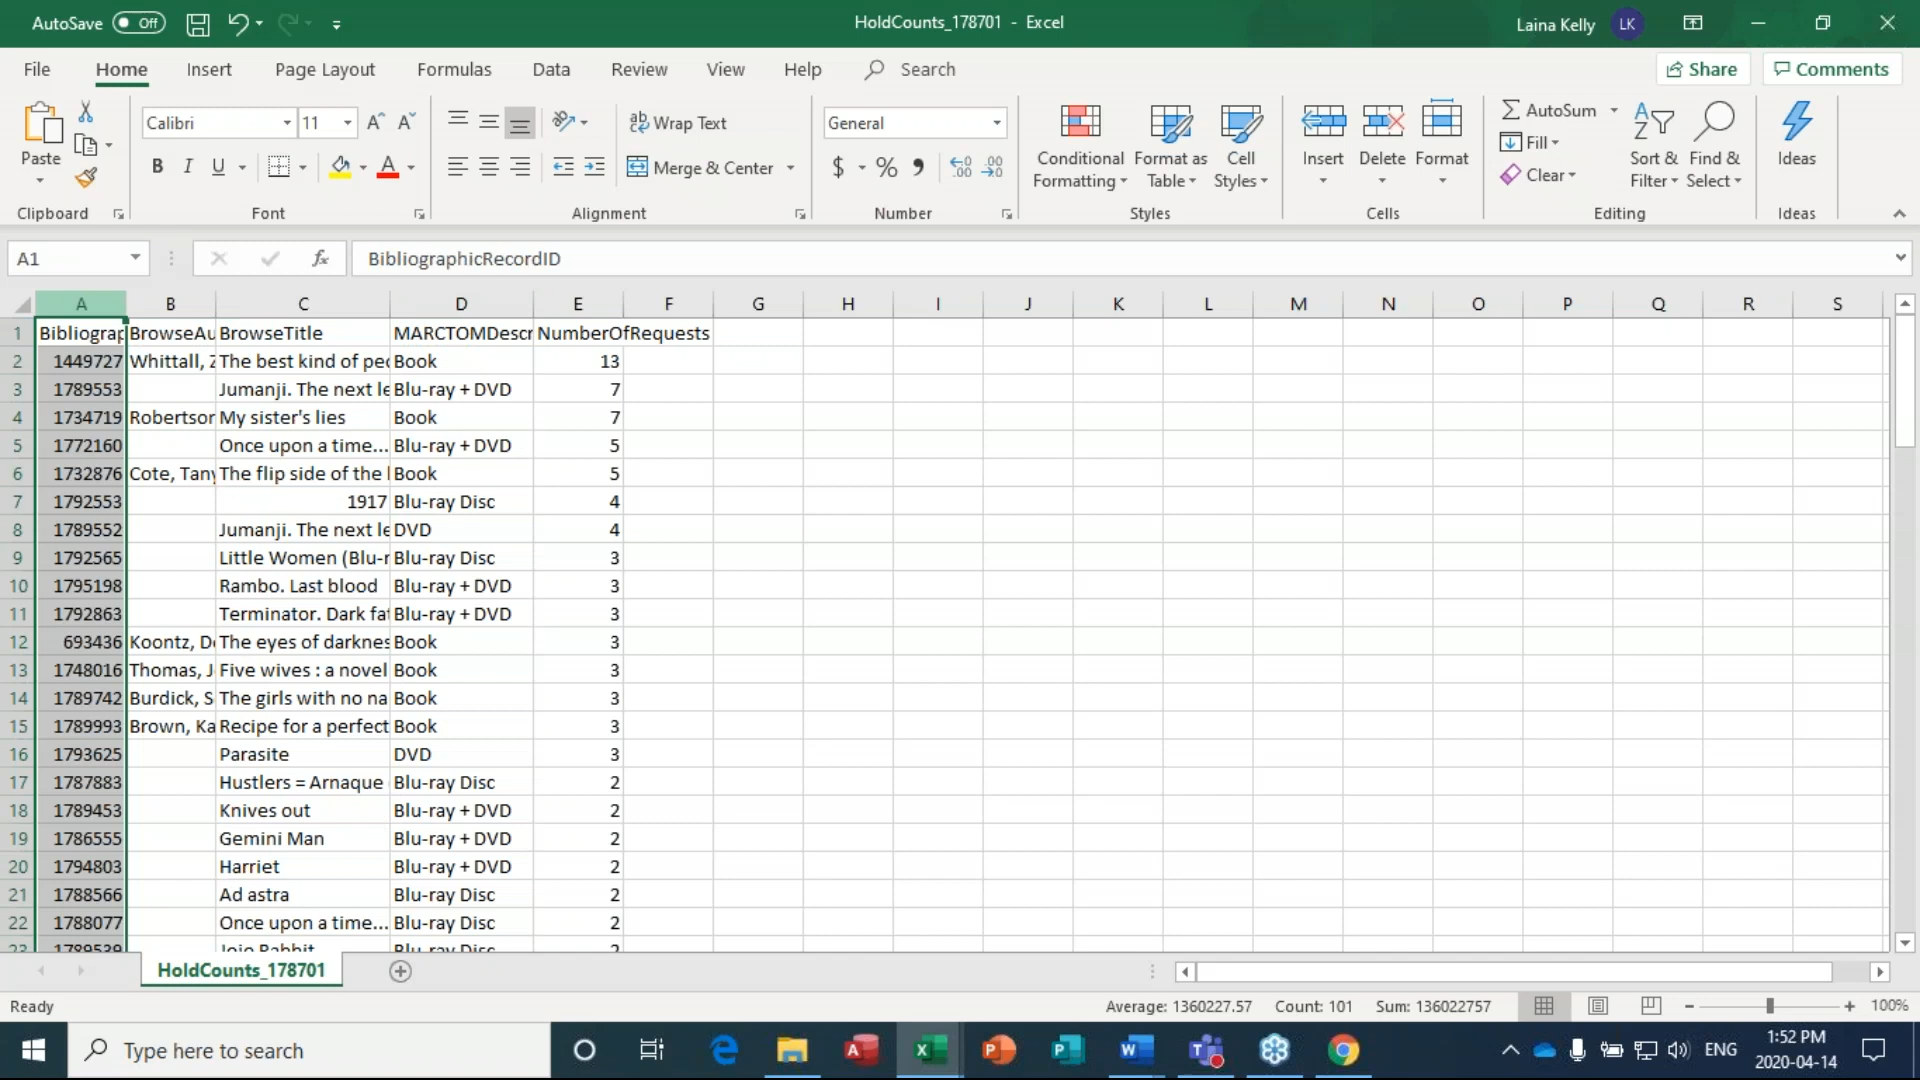 AutoSave Off
HoldCounts_178701 - Excel
Laina Kelly LK
File Home Insert Page Layout Formulas Data Review View Help Search Share Comments
Paste
Clipboard
Calibri 11
B I U A
Font
Wrap Text
Merge & Center
Alignment
General
$ % 9
Number
Conditional Formatting
Format as Table
Cell Styles
Styles
Insert Delete Format
Cells
AutoSum
Fill
Clear
Sort & Filter
Find & Select
Editing
Ideas
Ideas
A1 fx BibliographicRecordID
A B C D E F G H I J K L M N O P Q R S
1 Bibliograp BrowseAu BrowseTitle MARCTOMDescr NumberOfRequests
2 1449727 Whittall, Z The best kind of peo Book 13
3 1789553 Jumanji. The next le Blu-ray + DVD 7
4 1734719 Robertson My sister's lies Book 7
5 1772160 Once upon a time... Blu-ray + DVD 5
6 1732876 Cote, Tany The flip side of the Book 5
7 1792553 1917 Blu-ray Disc 4
8 1789552 Jumanji. The next le DVD 4
9 1792565 Little Women (Blu-r Blu-ray Disc 3
10 1795198 Rambo. Last blood Blu-ray + DVD 3
11 1792863 Terminator. Dark fat Blu-ray + DVD 3
12 693436 Koontz, De The eyes of darknes Book 3
13 1748016 Thomas, J Five wives : a novel Book 3
14 1789742 Burdick, S The girls with no na Book 3
15 1789993 Brown, Ka Recipe for a perfect Book 3
16 1793625 Parasite DVD 3
17 1787883 Hustlers = Arnaque Blu-ray Disc 2
18 1789453 Knives out Blu-ray + DVD 2
19 1786555 Gemini Man Blu-ray + DVD 2
20 1794803 Harriet Blu-ray + DVD 2
21 1788566 Ad astra Blu-ray Disc 2
22 1788077 Once upon a time... Blu-ray Disc 2
23 1789539 Jojo Rabbit Blu-ray Disc 2
HoldCounts_178701
Ready Average: 1360227.57 Count: 101 Sum: 136022757 100%
Type here to search
ENG
1:52 PM
2020-04-14